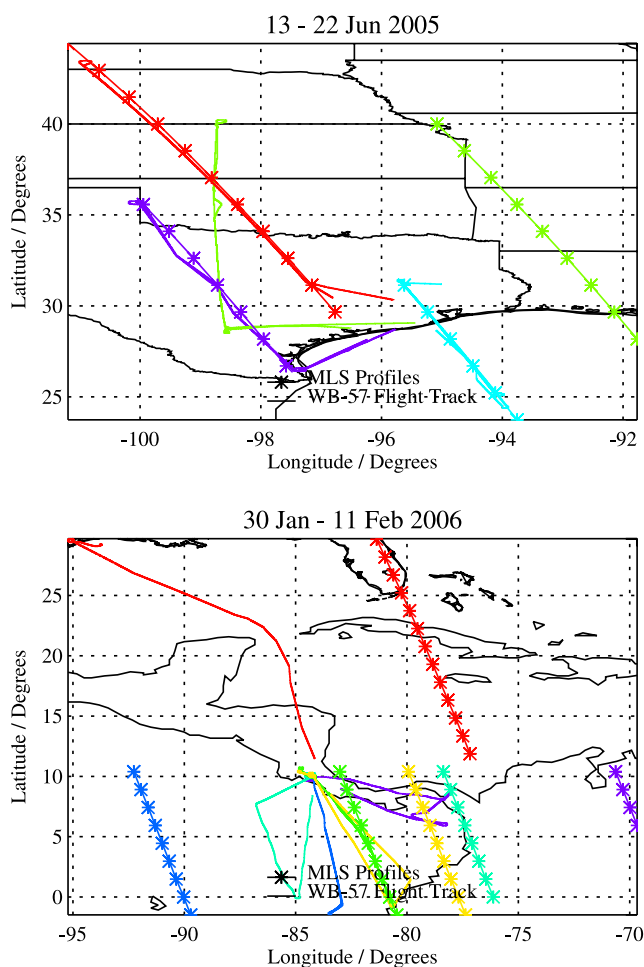 13 - 22 Jun 2005
40
35
30
25
Latitude / Degrees
MLS Profiles
WB-57 Flight Track
-100
-98
-96
-94
-92
Longitude / Degrees
30 Jan - 11 Feb 2006
25
20
15
10
5
0
Latitude / Degrees
MLS Profiles
WB-57 Flight Track
-95
-90
-85
-80
-75
-70
Longitude / Degrees